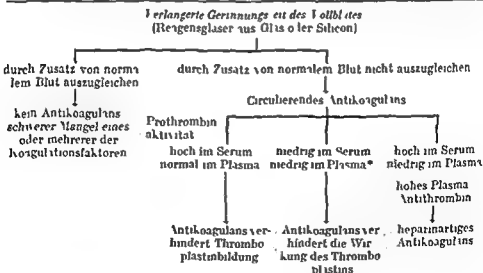 Verlangerte Gerinnungszeit des Vollblutes
(Reagensglaser aus Glas oder Silicon)
durch Zusatz von norma
lem Blut auszugleichen
durch Zusatz von normalem Blut nicht auszugleichen
kein Antikoagulans
schwerer Mangel eines
oder mehrerer der
Koagulationsfaktoren
Circulierendes Antikoagulans
Prothrombin
aktivitat
hoch im Serum
normal im Plasma
niedrig im Serum
niedrig im Plasma*
hoch im Serum
niedrig im Plasma
hohes Plasma
Antithrombin
Antikoagulans ver-
hindert Thrombo
plastinbildung
Antikoagulans ver
hindert die Wir
kung des Thrombo
plastins
heparinartiges
Antikoagulans